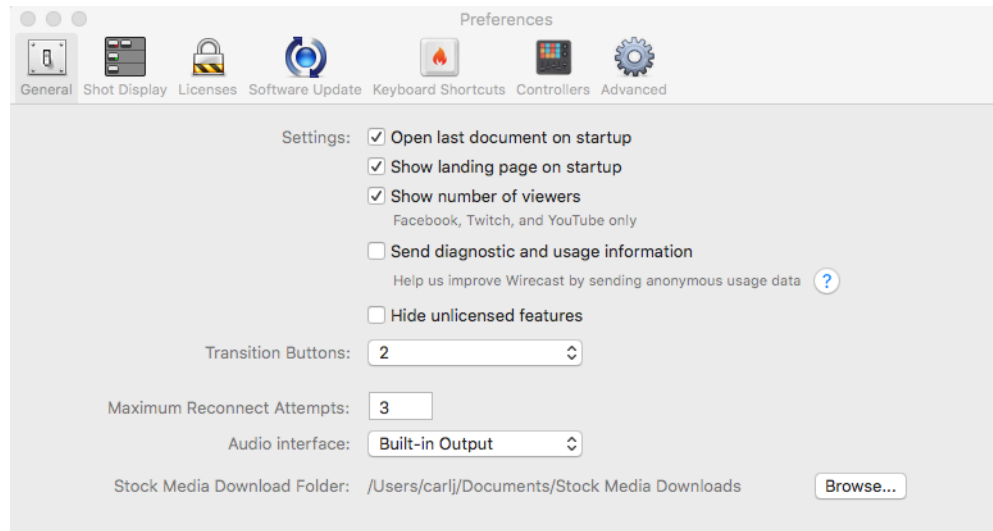 Preferences
General Shot Display Licenses Software Update Keyboard Shortcuts Controllers Advanced
Settings: Open last document on startup
Show landing page on startup
Show number of viewers
Facebook, Twitch, and YouTube only
Send diagnostic and usage information
Help us improve Wirecast by sending anonymous usage data ?
Hide unlicensed features
Transition Buttons: 2
Maximum Reconnect Attempts: 3
Audio interface: Built-in Output
Stock Media Download Folder: /Users/carlj/Documents/Stock Media Downloads Browse...